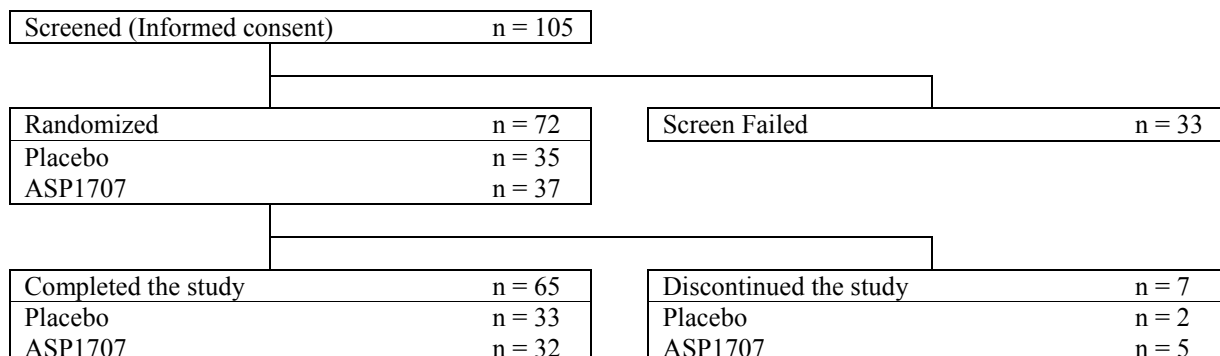 Screened (Informed consent) n = 105
Randomized n = 72
Placebo n = 35
ASP1707 n = 37
Screen Failed n = 33
Completed the study n = 65
Placebo n = 33
ASP1707 n = 32
Discontinued the study n = 7
Placebo n = 2
ASP1707 n = 5